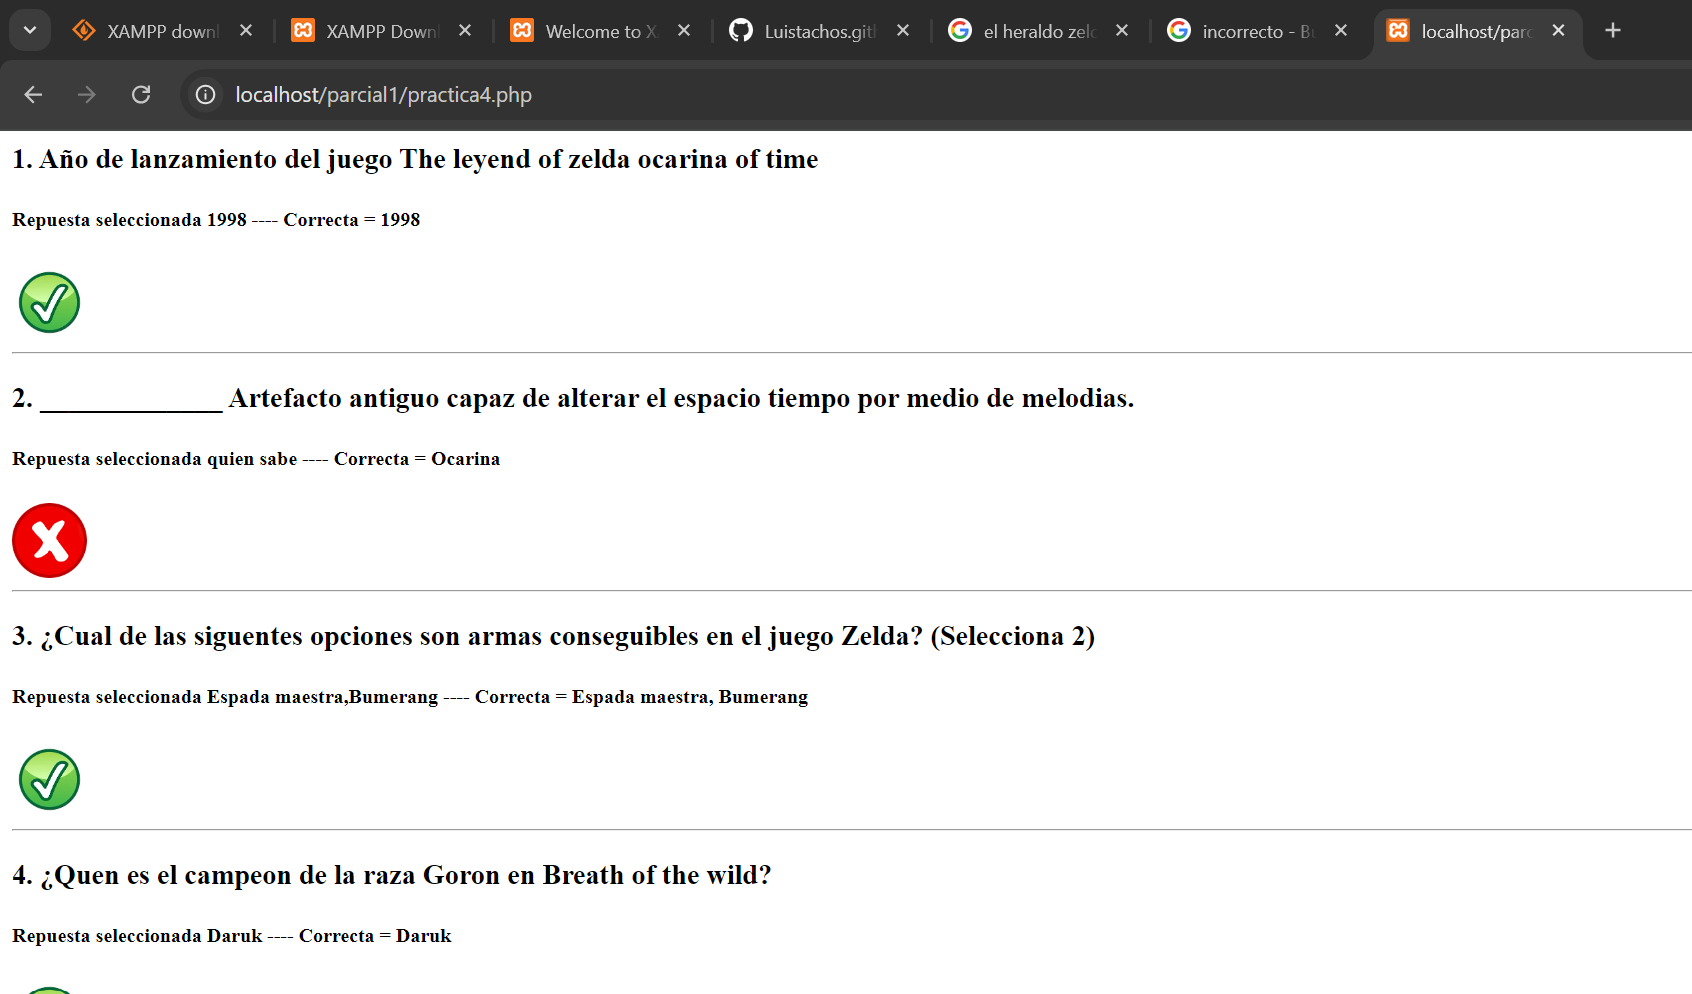 XAMPP downl
XAMPP Downl
Welcome to X
Luistachos.gith
el heraldo zeld
incorrecto - Bu
localhost/parc
localhost/parcial1/practica4.php
1. Año de lanzamiento del juego The leyend of zelda ocarina of time
Repuesta seleccionada 1998 ---- Correcta = 1998
2. _____________ Artefacto antiguo capaz de alterar el espacio tiempo por medio de melodias.
Repuesta seleccionada quien sabe ---- Correcta = Ocarina
3. ¿Cual de las siguentes opciones son armas conseguibles en el juego Zelda? (Selecciona 2)
Repuesta seleccionada Espada maestra,Bumerang ---- Correcta = Espada maestra, Bumerang
4. ¿Quen es el campeon de la raza Goron en Breath of the wild?
Repuesta seleccionada Daruk ---- Correcta = Daruk